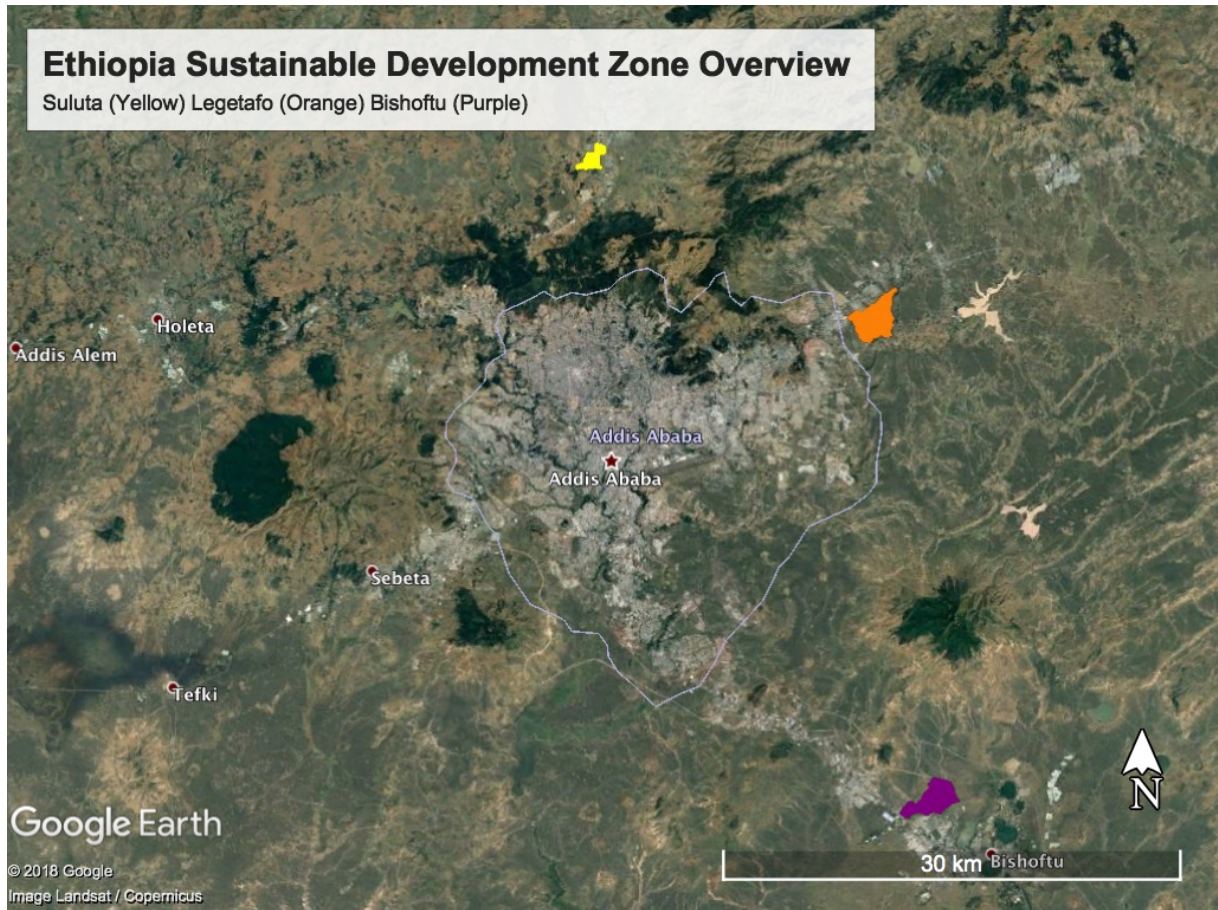 Ethiopia Sustainable Development Zone Overview
Suluta (Yellow) Legetafo (Orange) Bishoftu (Purple)
Holeta
Addis Alem
Addis Ababa
Addis Ababa
Sebeta
Tefki
N
Google Earth
30 km
Bishoftu
© 2018 Google
Image Landsat / Copernicus